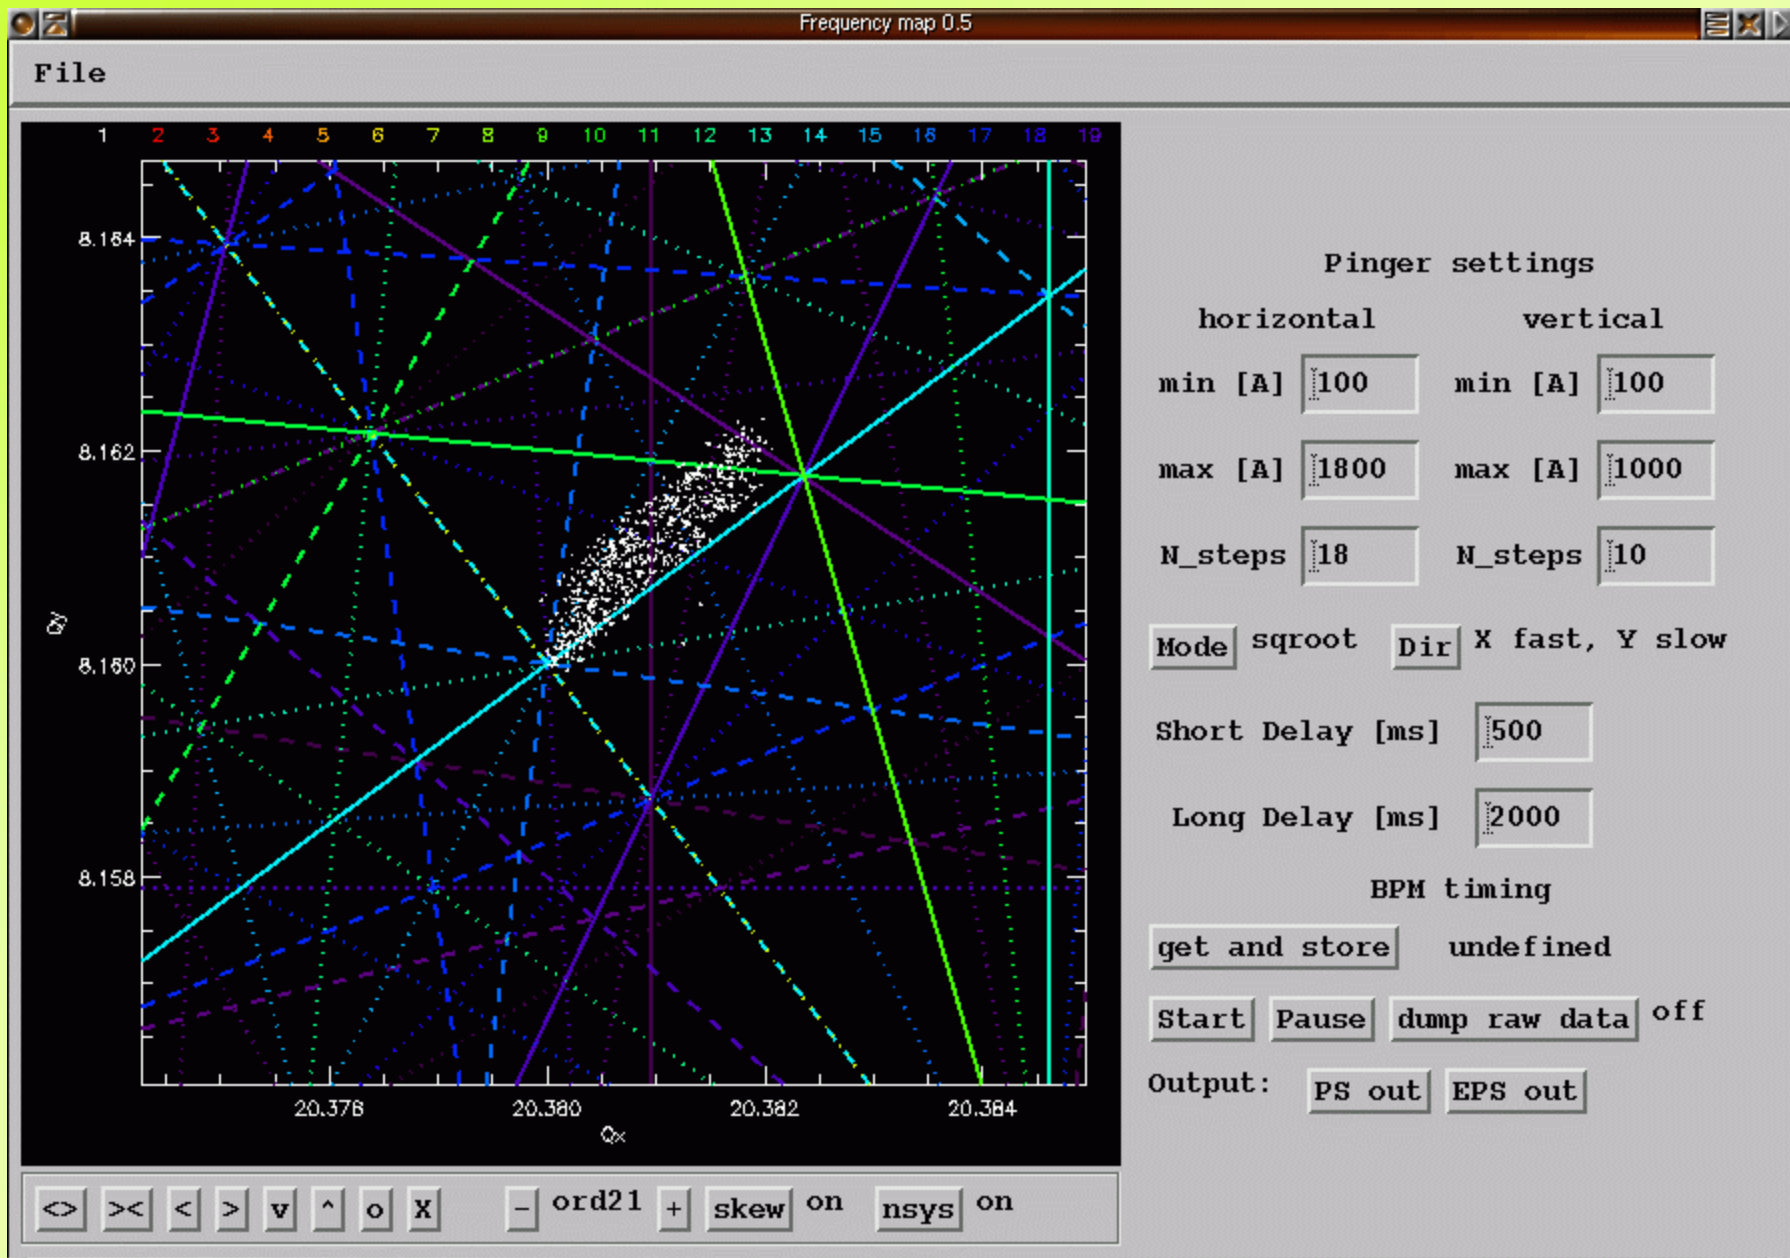 Frequency map 0.5
File
1 2 3 4 5 6 7 8 9 10 11 12 13 14 15 16 17 18 19
8.164
8.162
8.160
8.158
Qy
20.378 20.380 20.382 20.384
Qx
Pinger settings
horizontal vertical
min [A] 100 min [A] 100
max [A] 1800 max [A] 1000
N_steps 18 N_steps 10
Mode sqroot Dir X fast, Y slow
Short Delay [ms] 500
Long Delay [ms] 2000
BPM timing
get and store undefined
Start Pause dump raw data off
Output: PS out EPS out
<> >< < > v ^ o X - ord21 + skew on nsys on